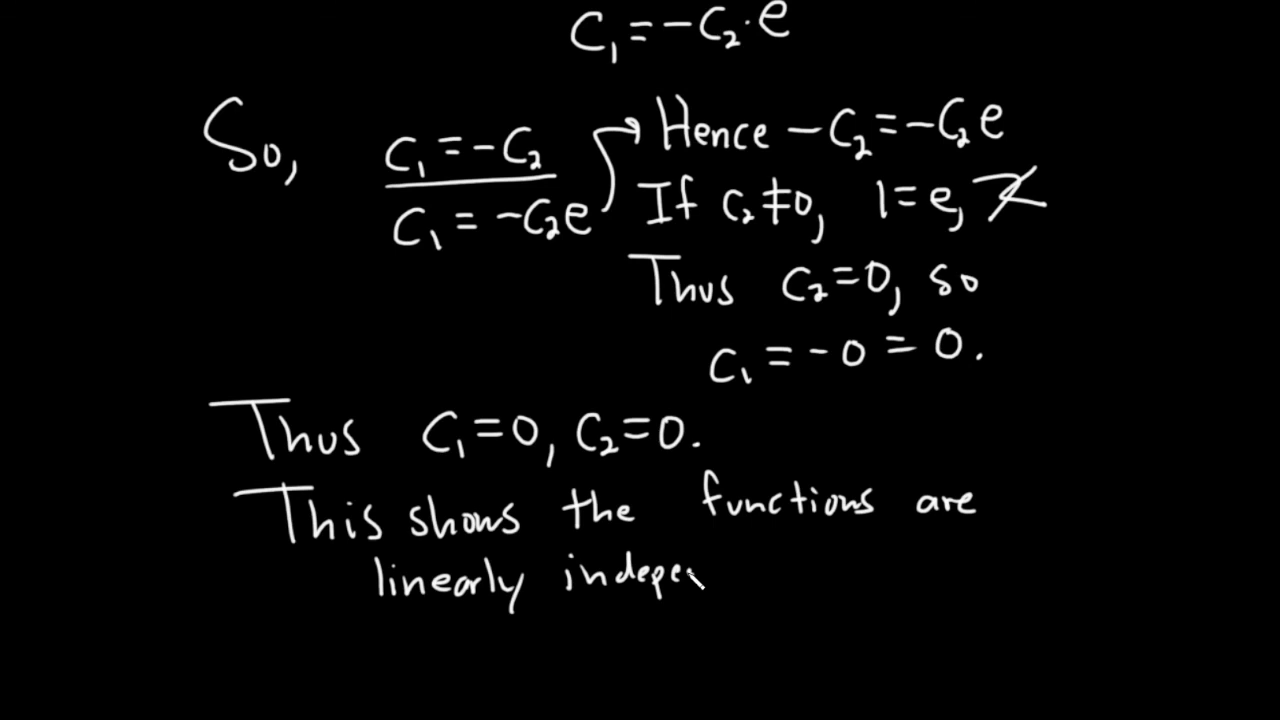 C₁ = -C₂·e
So, C₁ = -C₂ Hence -C₂ = -C₂e
C₁ = -C₂e If C₂≠0, 1=e,
Thus C₂=0, so
C₁ = -0 = 0.
Thus C₁=0, C₂=0.
This shows the functions are
linearly indepe